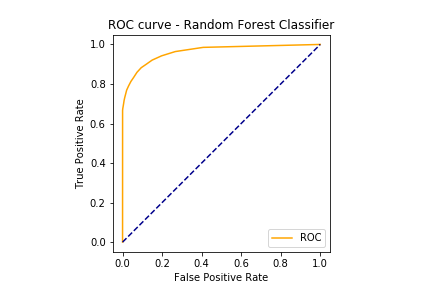 ROC curve - Random Forest Classifier
1.0
0.8
0.6
0.4
0.2
0.0
True Positive Rate
ROC
0.0 0.2 0.4 0.6 0.8 1.0
False Positive Rate